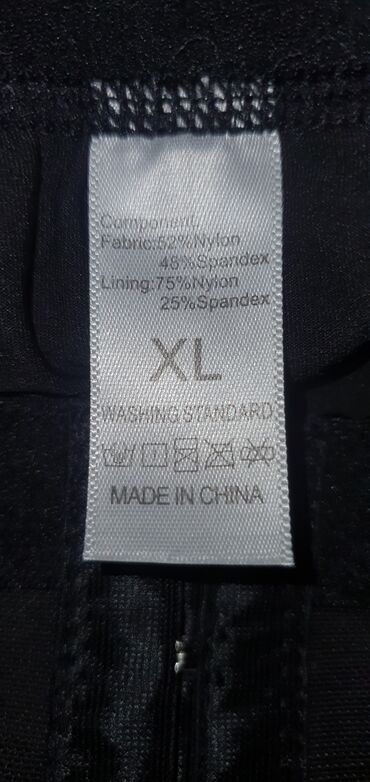 Component
Fabric:52%Nylon
48%Spandex
Lining:75%Nylon
25%Spandex
XL
WASHING STANDARD
MADE IN CHINA